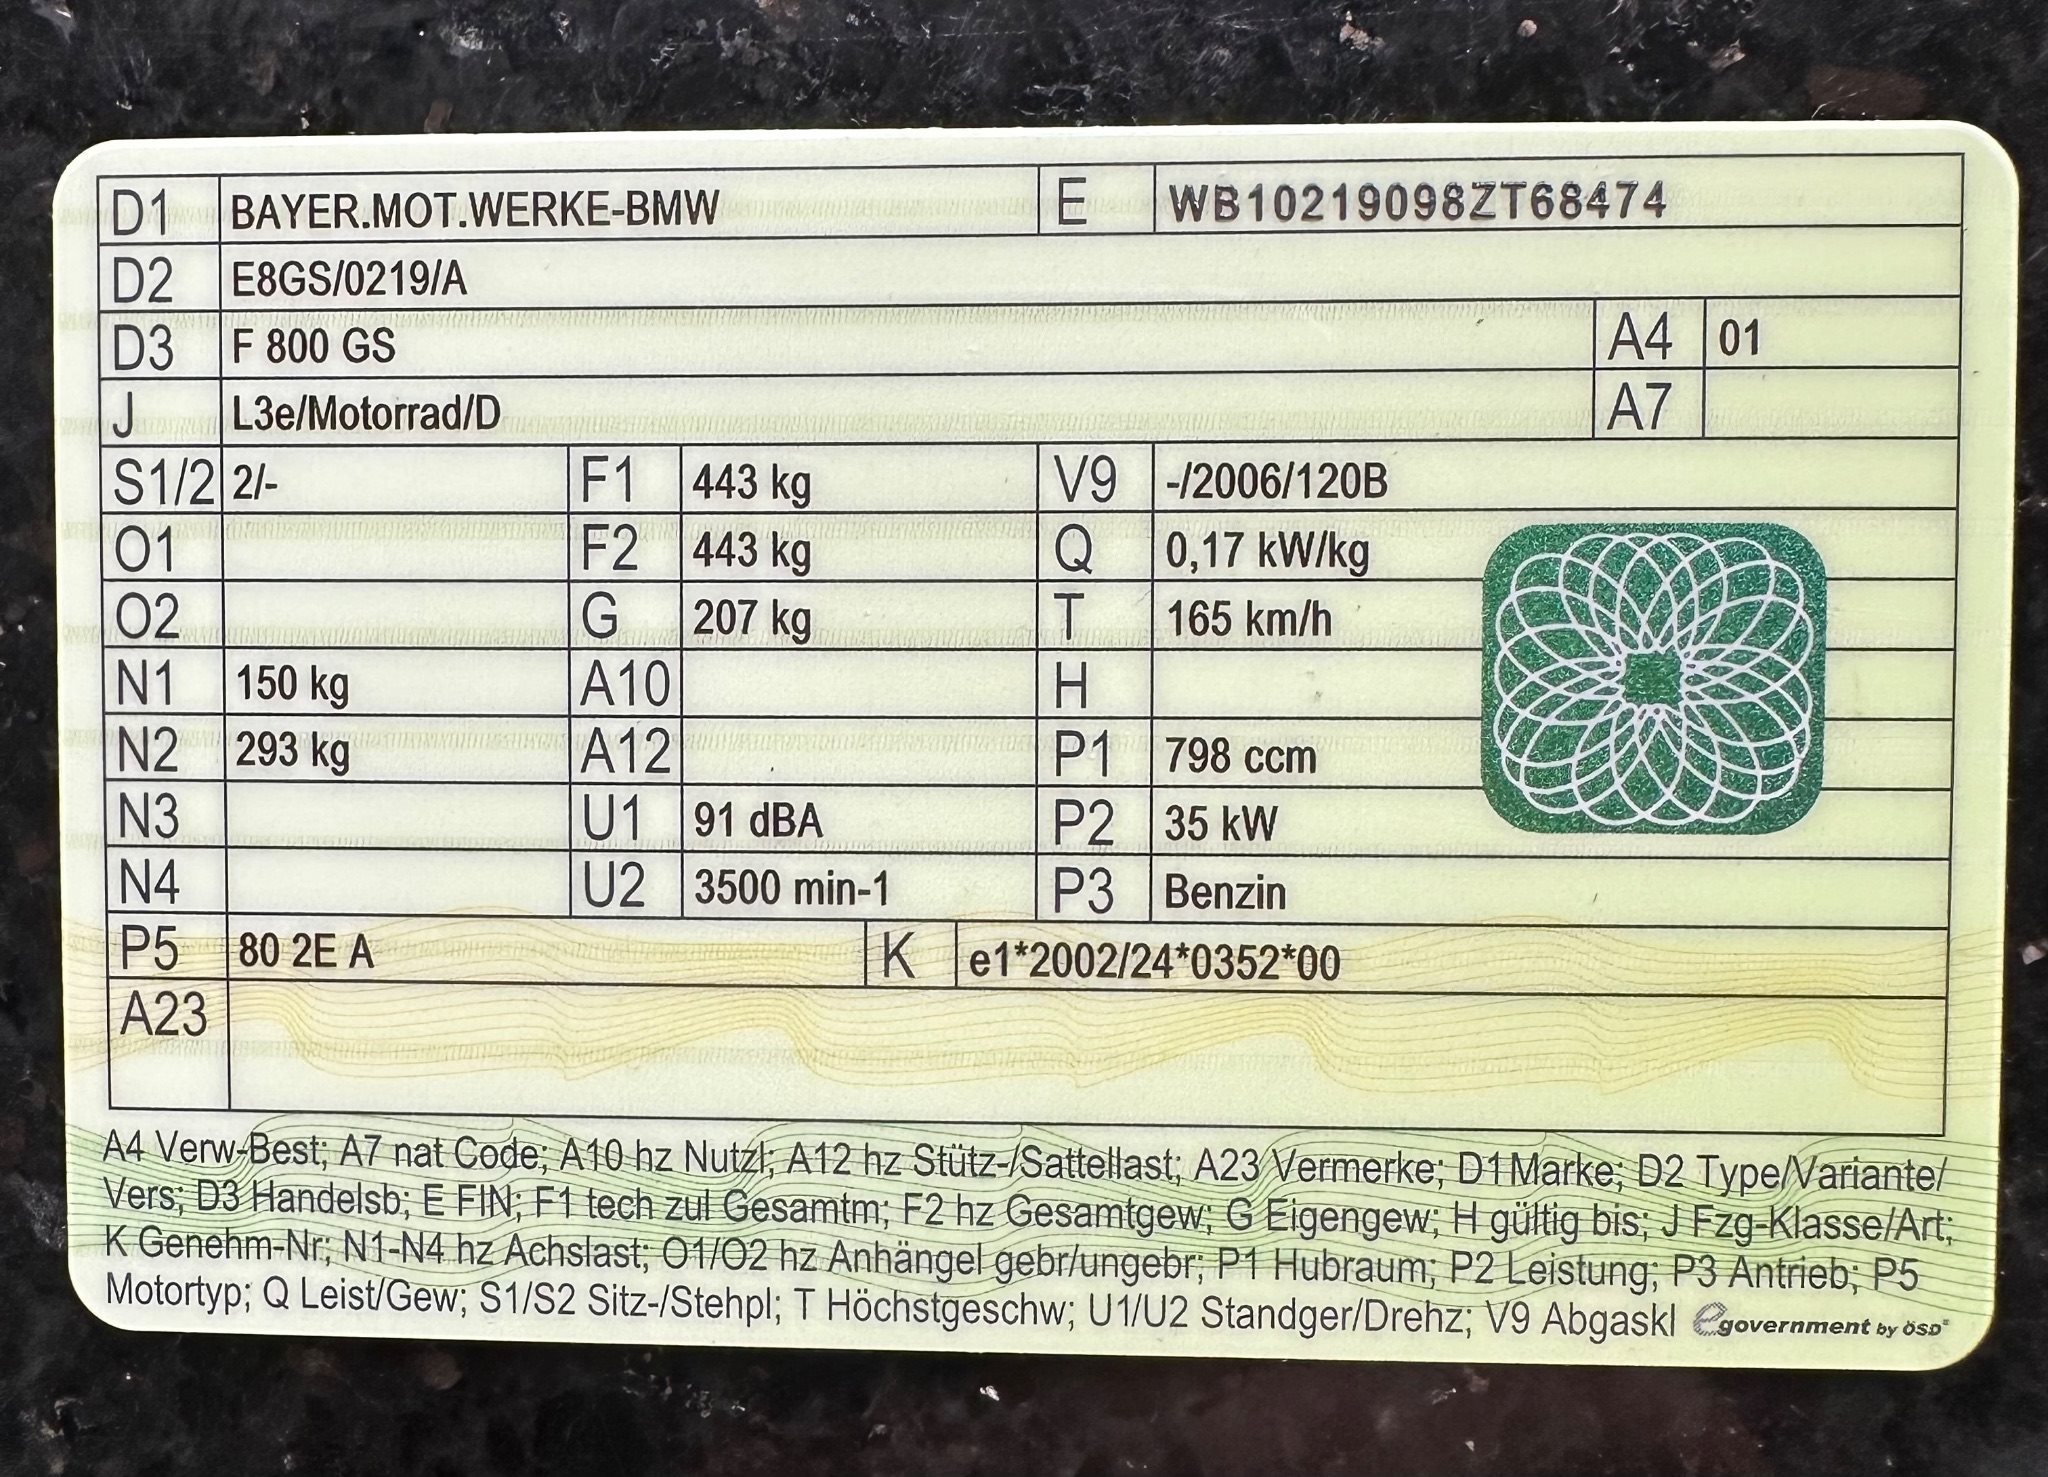 D1 BAYER.MOT.WERKE-BMW E WB10219098ZT68474
D2 E8GS/0219/A
D3 F 800 GS A4 01
J L3e/Motorrad/D A7
S1/2 2/- F1 443 kg V9 -/2006/120B
O1 F2 443 kg Q 0,17 kW/kg
O2 G 207 kg T 165 km/h
N1 150 kg A10 H
N2 293 kg A12 P1 798 ccm
N3 U1 91 dBA P2 35 kW
N4 U2 3500 min-1 P3 Benzin
P5 80 2E A K e1*2002/24*0352*00
A23
A4 Verw-Best; A7 nat Code; A10 hz Nutzl; A12 hz Stütz-/Sattellast; A23 Vermerke; D1Marke; D2 Type/Variante/
Vers; D3 Handelsb; E FIN; F1 tech zul Gesamtm; F2 hz Gesamtgew; G Eigengew; H gültig bis; J Fzg-Klasse/Art;
K Genehm-Nr; N1-N4 hz Achslast; O1/O2 hz Anhängel gebr/ungebr; P1 Hubraum; P2 Leistung; P3 Antrieb; P5
Motortyp; Q Leist/Gew; S1/S2 Sitz-/Stehpl; T Höchstgeschw; U1/U2 Standger/Drehz; V9 Abgaskl egovernment by ÖSD